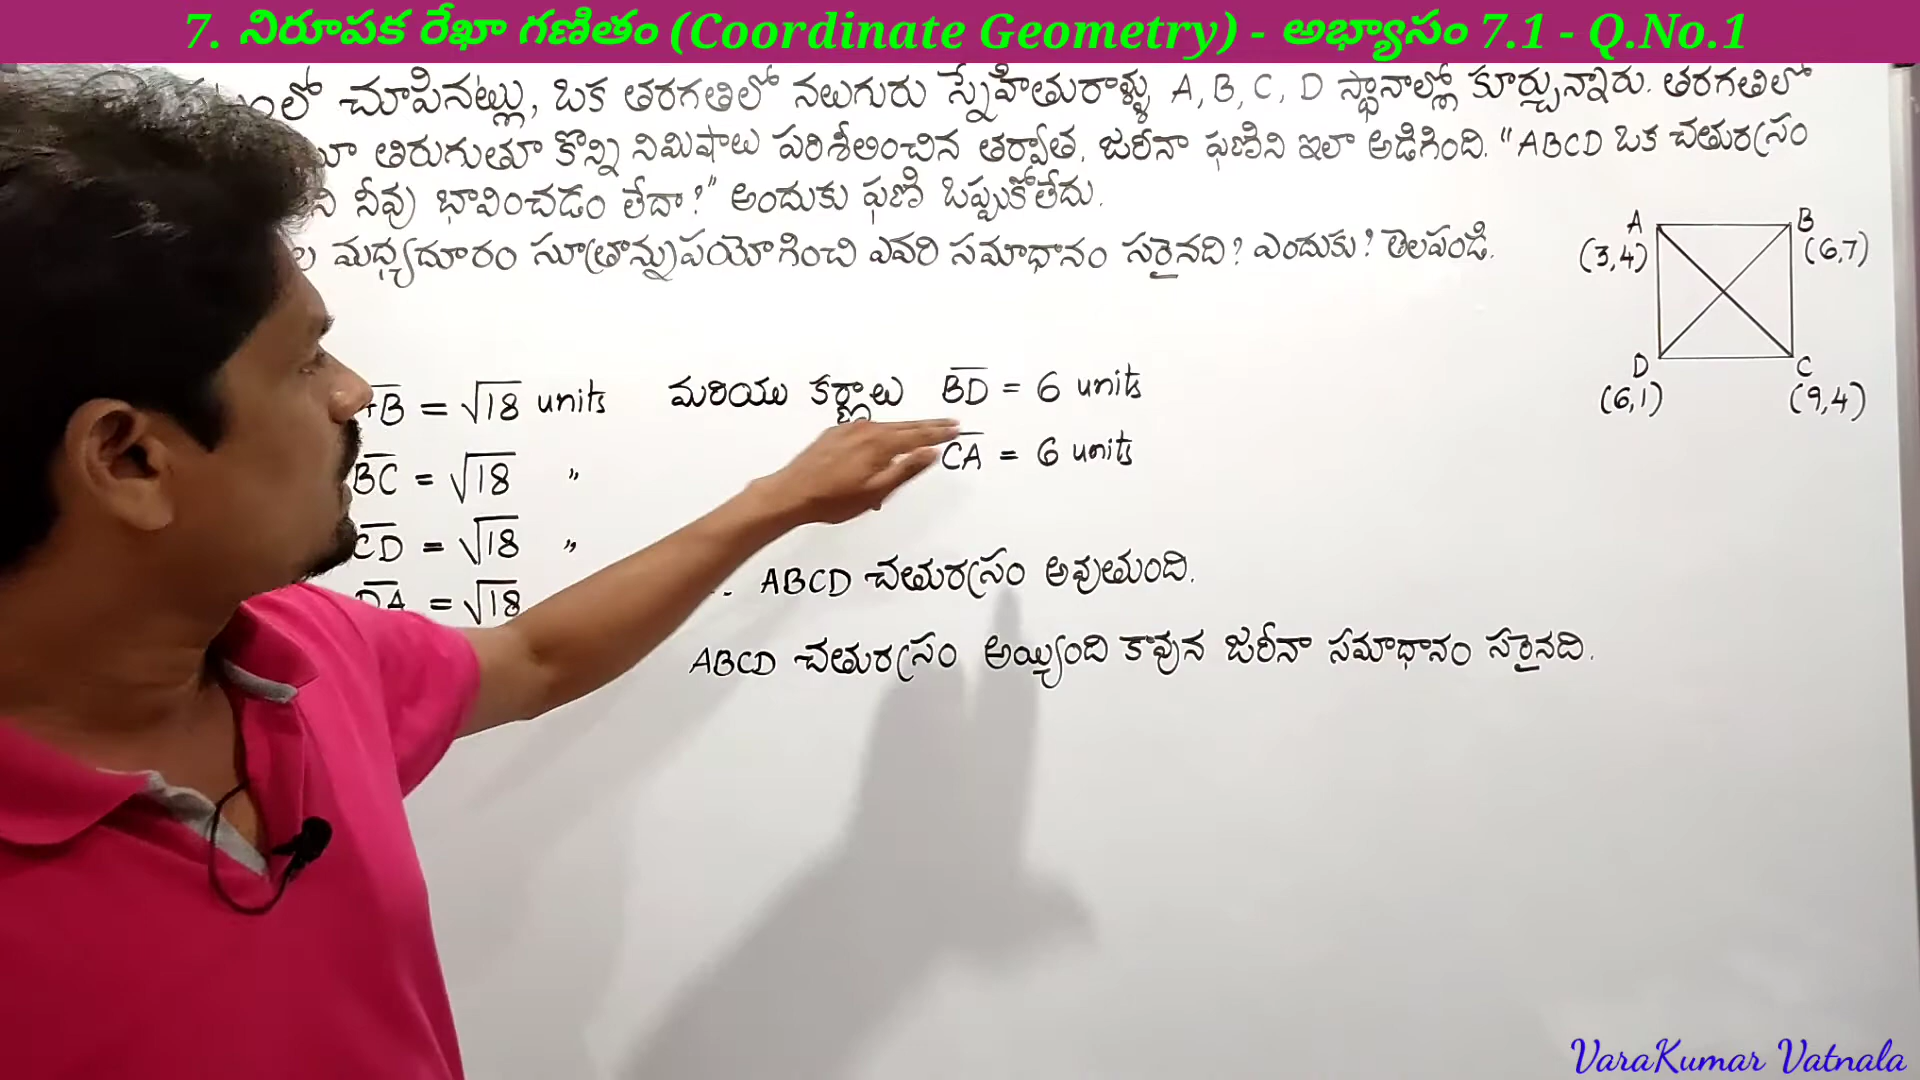 7. నిరూపక రేఖా గణితం (Coordinate Geometry) - అభ్యాసం 7.1 - Q.No.1
చూపినట్లు, ఒక తరగతిలో నలుగురు స్నేహితురాళ్ళు A, B, C, D స్థానాల్లో కూర్చున్నారు. తరగతిలో
తిరుగుతూ కొన్ని నిమిషాలు పరిశీలించిన తర్వాత, జరీనా ఫణిని ఇలా అడిగింది. "ABCD ఒక చతురస్రం
నీవు భావించడం లేదా?" అందుకు ఫణి ఒప్పుకోలేదు.
మధ్యదూరం సూత్రాన్నుపయోగించి ఎవరి సమాధానం సరైనది? ఎందుకు? తెలపండి.
A B
(3,4) (6,7)
D C
(6,1) (9,4)
AB = √18 units మరియు కర్ణాలు BD = 6 units
BC = √18 " CA = 6 units
CD = √18 "
DA = √18
ABCD చతురస్రం అవుతుంది.
ABCD చతురస్రం అయ్యింది కావున జరీనా సమాధానం సరైనది.
VaraKumar Vatnala